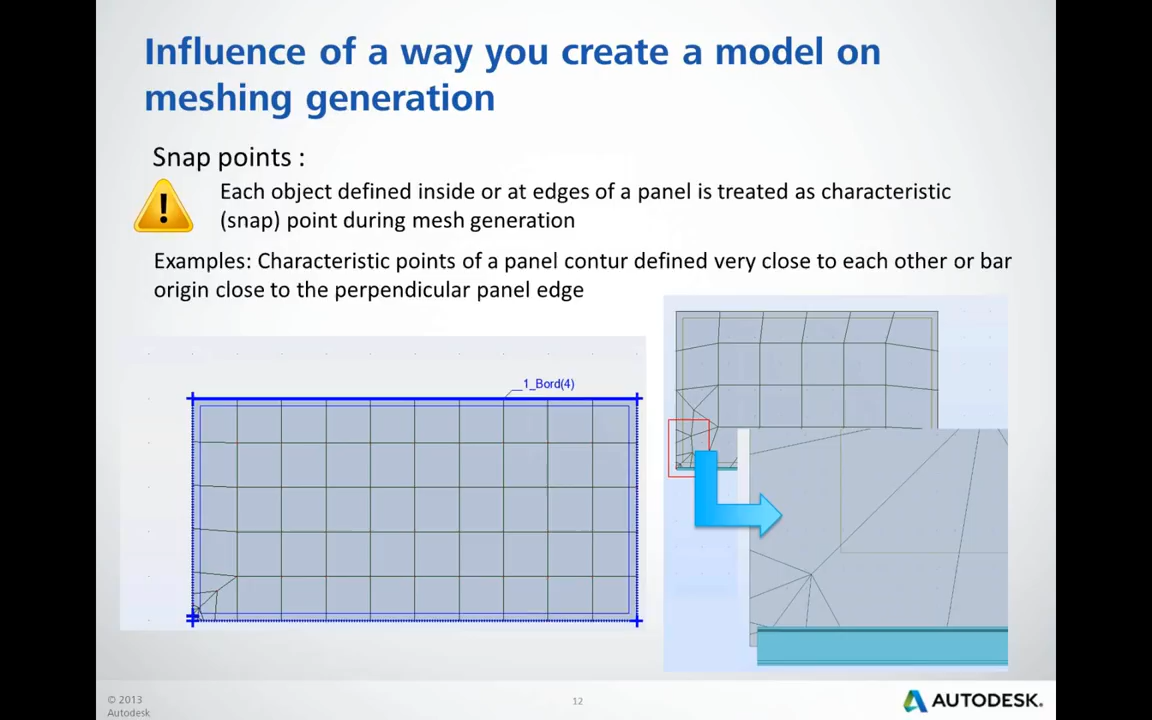 Influence of a way you create a model on
meshing generation
Snap points :
!
Each object defined inside or at edges of a panel is treated as characteristic
(snap) point during mesh generation
Examples: Characteristic points of a panel contur defined very close to each other or bar
origin close to the perpendicular panel edge
__1_Bord(4)
© 2013
Autodesk
12
AUTODESK.